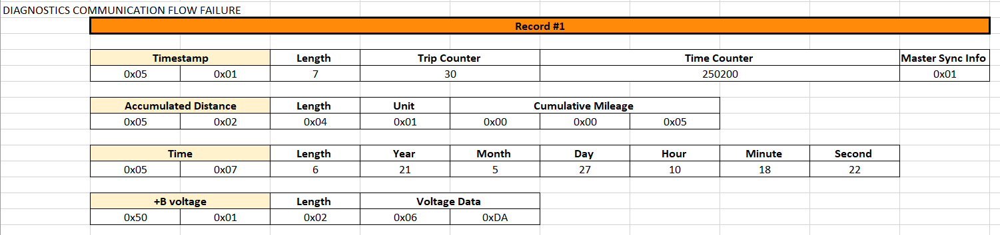 DIAGNOSTICS COMMUNICATION FLOW FAILURE
Record #1
Timestamp Length Trip Counter Time Counter Master Sync Info
0x05 0x01 7 30 250200 0x01
Accumulated Distance Length Unit Cumulative Mileage
0x05 0x02 0x04 0x01 0x00 0x00 0x05
Time Length Year Month Day Hour Minute Second
0x05 0x07 6 21 5 27 10 18 22
+B voltage Length Voltage Data
0x50 0x01 0x02 0x06 0xDA